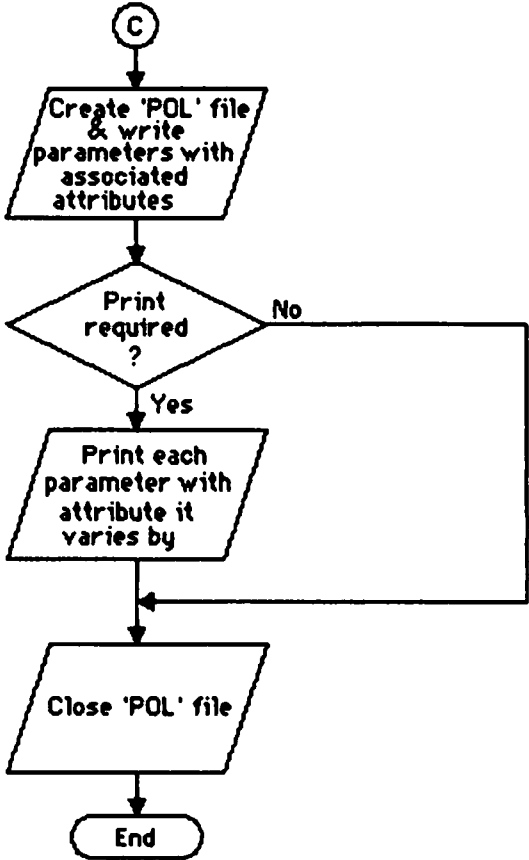 C
Create 'POL' file
& write
parameters with
associated
attributes
Print
required
?
No
Yes
Print each
parameter with
attribute it
varies by
Close 'POL' file
End